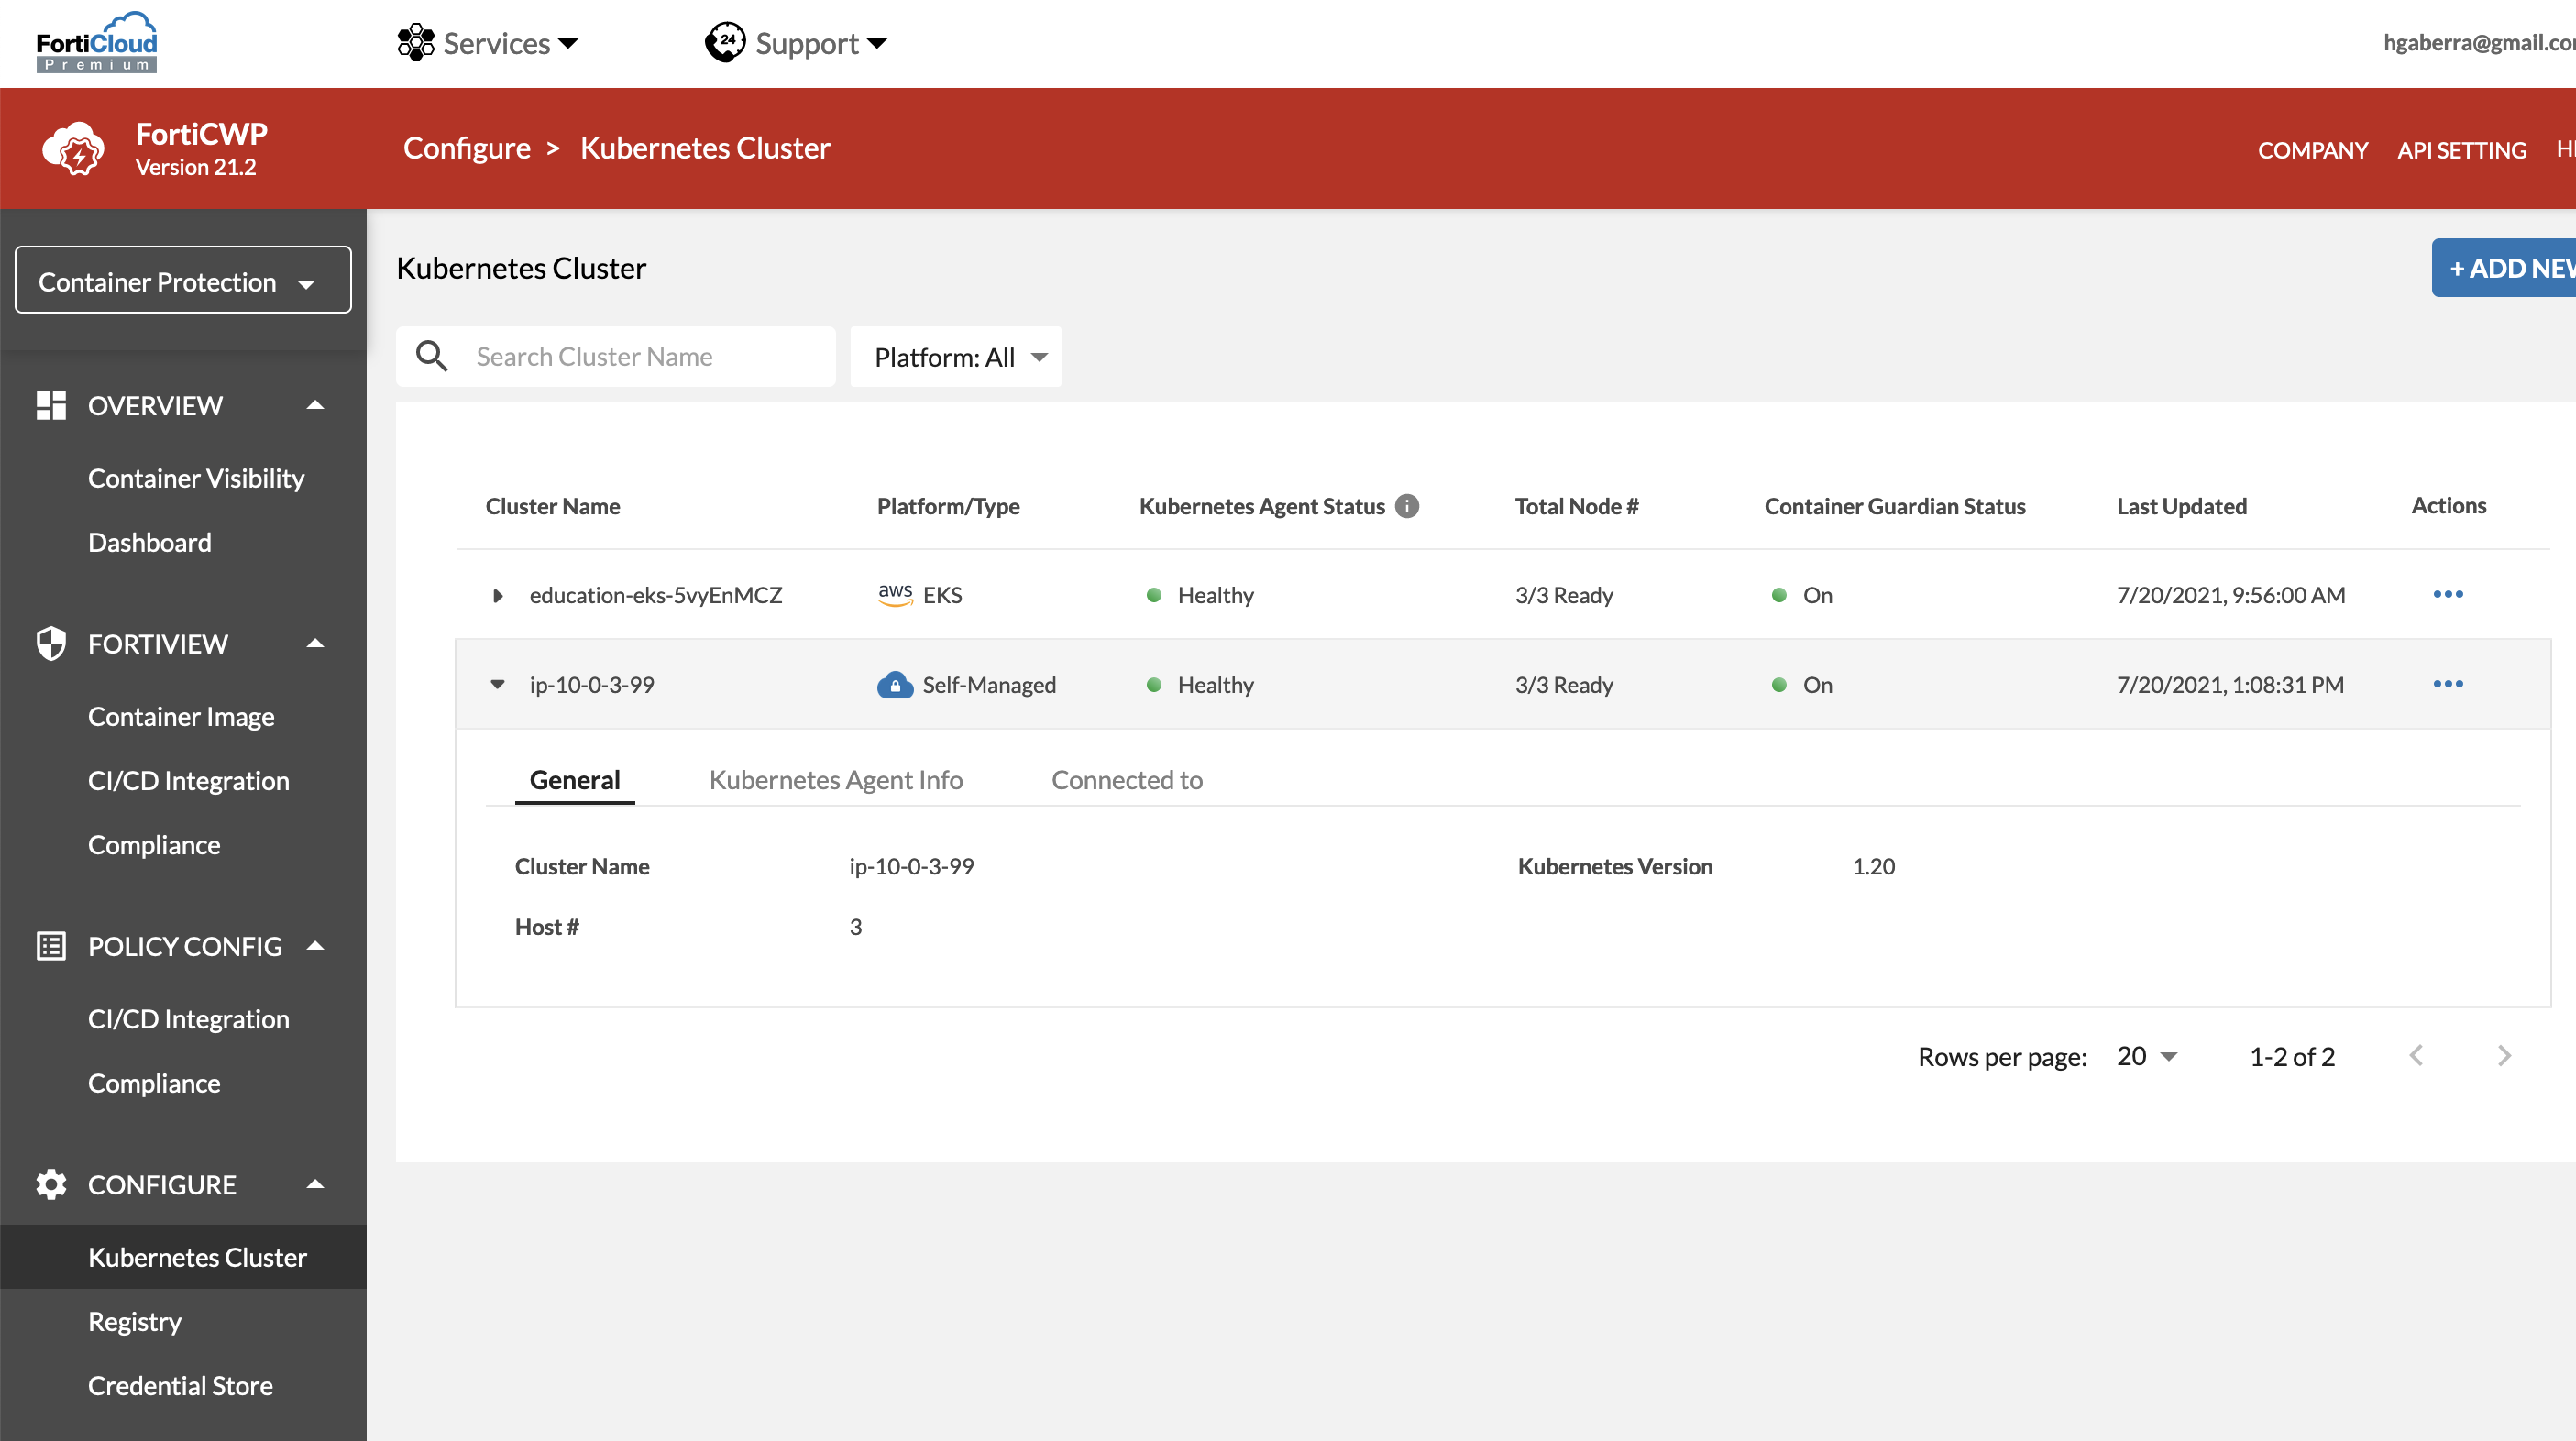 FortiCloud
Premium
Services
24
Support
hgaberra@gmail.co
FortiCWP
Version 21.2
Configure > Kubernetes Cluster
COMPANY
API SETTING
Container Protection
Kubernetes Cluster
+ ADD NEW
Search Cluster Name
Platform: All
OVERVIEW
Container Visibility
Dashboard
FORTIVIEW
Container Image
CI/CD Integration
Compliance
POLICY CONFIG
CI/CD Integration
Compliance
CONFIGURE
Kubernetes Cluster
Registry
Credential Store
Cluster Name Platform/Type Kubernetes Agent Status i Total Node # Container Guardian Status Last Updated Actions
education-eks-5vyEnMCZ aws EKS Healthy 3/3 Ready On 7/20/2021, 9:56:00 AM
ip-10-0-3-99 Self-Managed Healthy 3/3 Ready On 7/20/2021, 1:08:31 PM
General Kubernetes Agent Info Connected to
Cluster Name ip-10-0-3-99 Kubernetes Version 1.20
Host # 3
Rows per page: 20 1-2 of 2